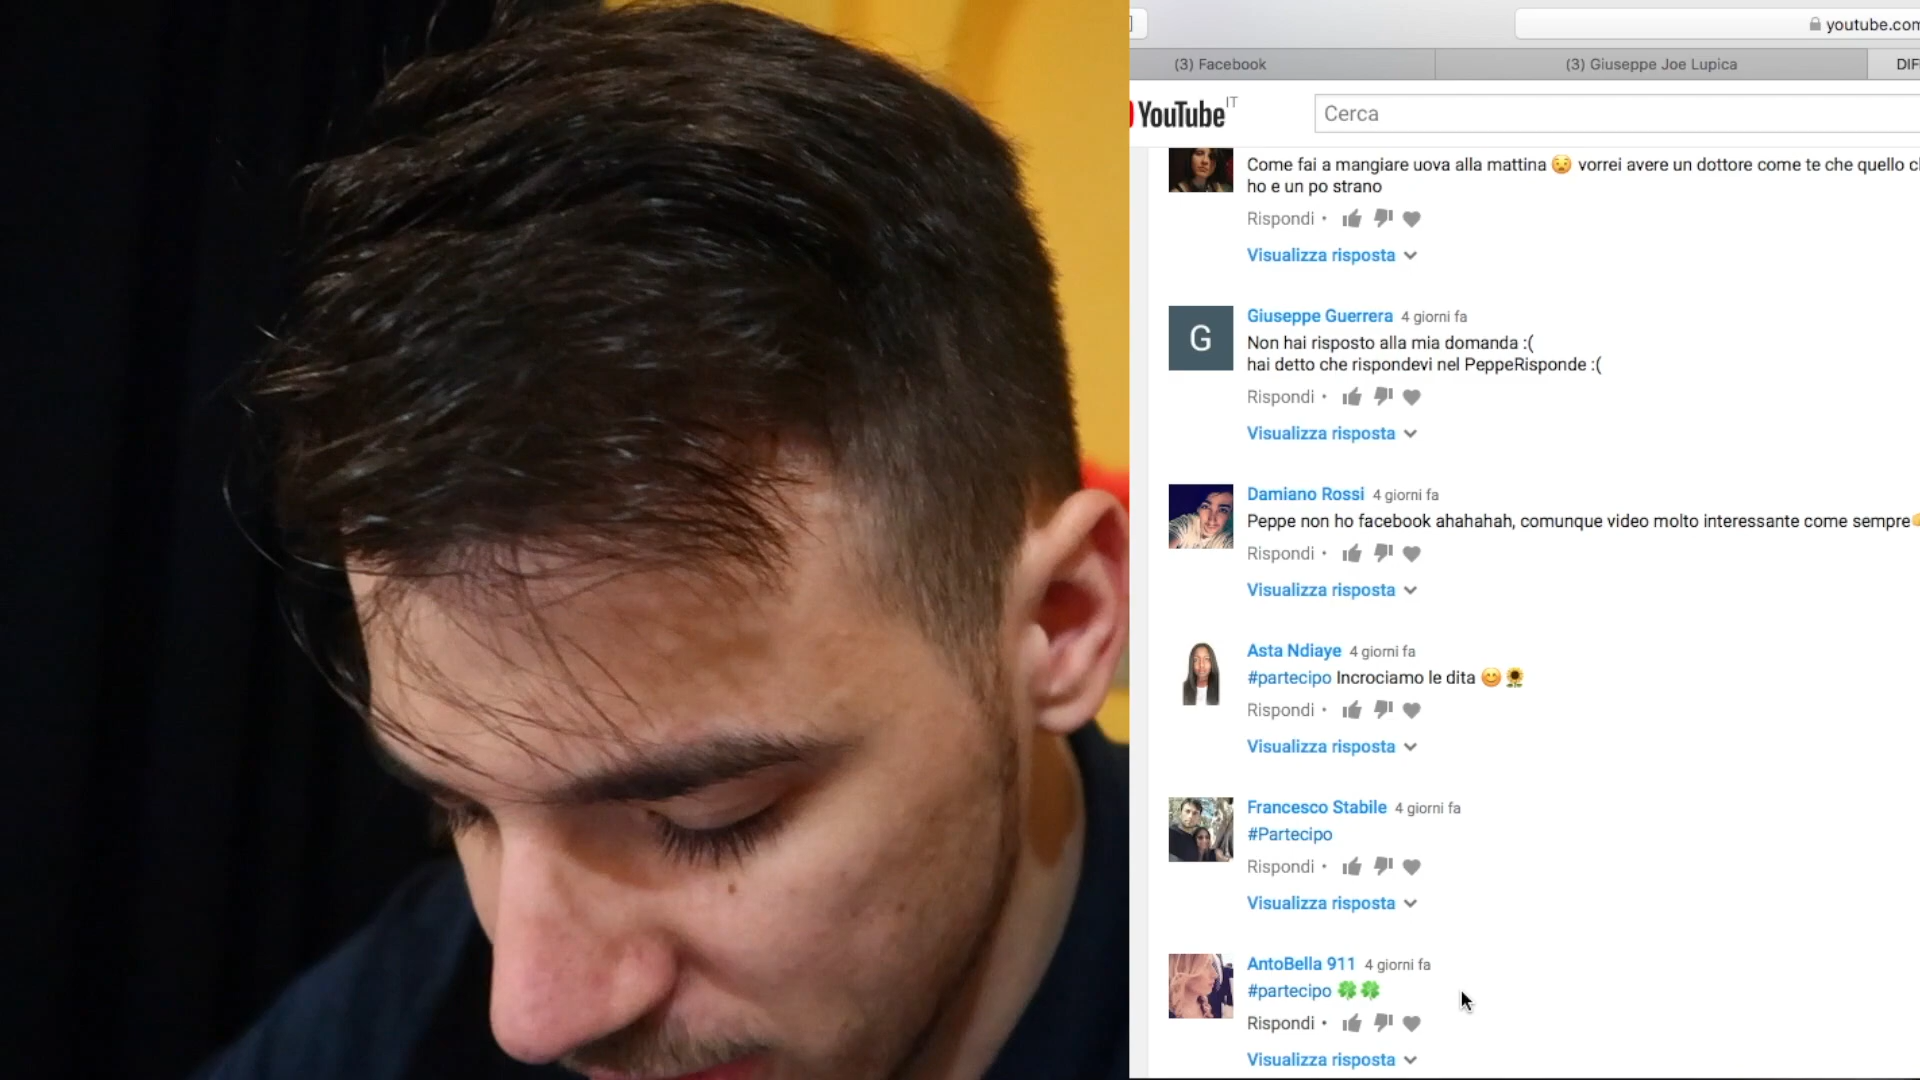 youtube.com
(3) Facebook
(3) Giuseppe Joe Lupica
YouTube IT
Cerca
Come fai a mangiare uova alla mattina 😧 vorrei avere un dottore come te che quello
ho e un po strano
Rispondi •
Visualizza risposta
G
Giuseppe Guerrera 4 giorni fa
Non hai risposto alla mia domanda :(
hai detto che rispondevi nel PeppeRisponde :(
Rispondi •
Visualizza risposta
Damiano Rossi 4 giorni fa
Peppe non ho facebook ahahahah, comunque video molto interessante come sempre
Rispondi •
Visualizza risposta
Asta Ndiaye 4 giorni fa
#partecipo Incrociamo le dita 😊🌻
Rispondi •
Visualizza risposta
Francesco Stabile 4 giorni fa
#Partecipo
Rispondi •
Visualizza risposta
AntoBella 911 4 giorni fa
#partecipo 🍀🍀
Rispondi •
Visualizza risposta